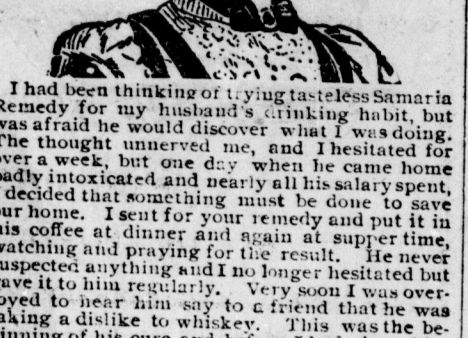 I had been thinking of trying tasteless Samaria
Remedy for my husband's drinking habit, but
was afraid he would discover what I was doing.
The thought unnerved me, and I hesitated for
over a week, but one day when he came home
badly intoxicated and nearly all his salary spent,
I decided that something must be done to save
our home. I sent for your remedy and put it in
his coffee at dinner and again at supper time,
watching and praying for the result. He never
suspected anything and I no longer hesitated but
gave it to him regularly. Very soon I was over-
joyed to hear him say to a friend that he was
taking a dislike to whiskey. This was the be-